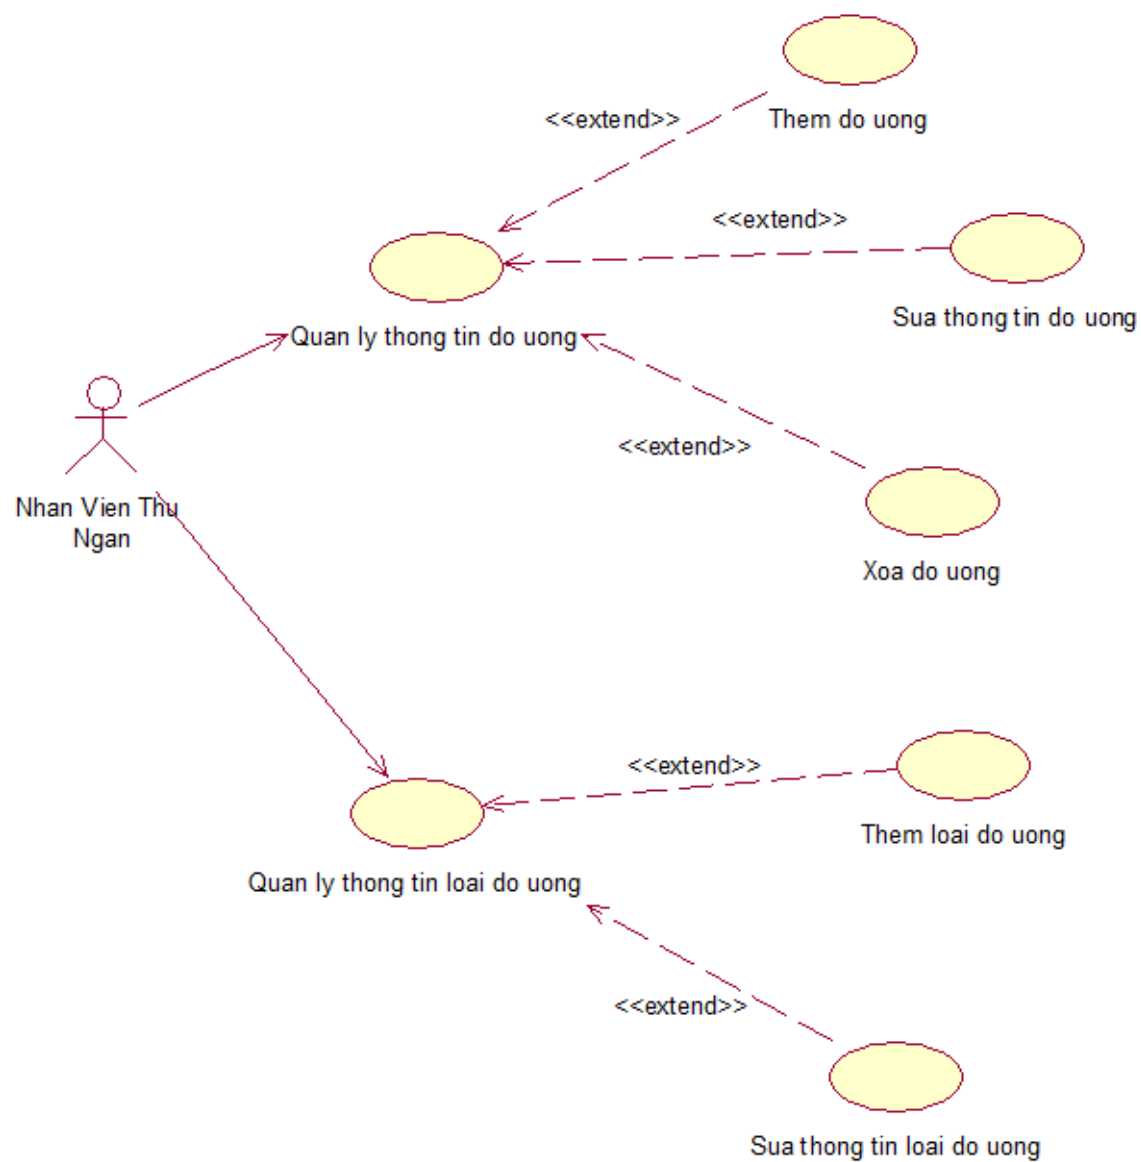 <<extend>>
Them do uong
<<extend>>
Sua thong tin do uong
Quan ly thong tin do uong
<<extend>>
Nhan Vien Thu
Ngan
Xoa do uong
<<extend>>
Them loai do uong
Quan ly thong tin loai do uong
<<extend>>
Sua thong tin loai do uong